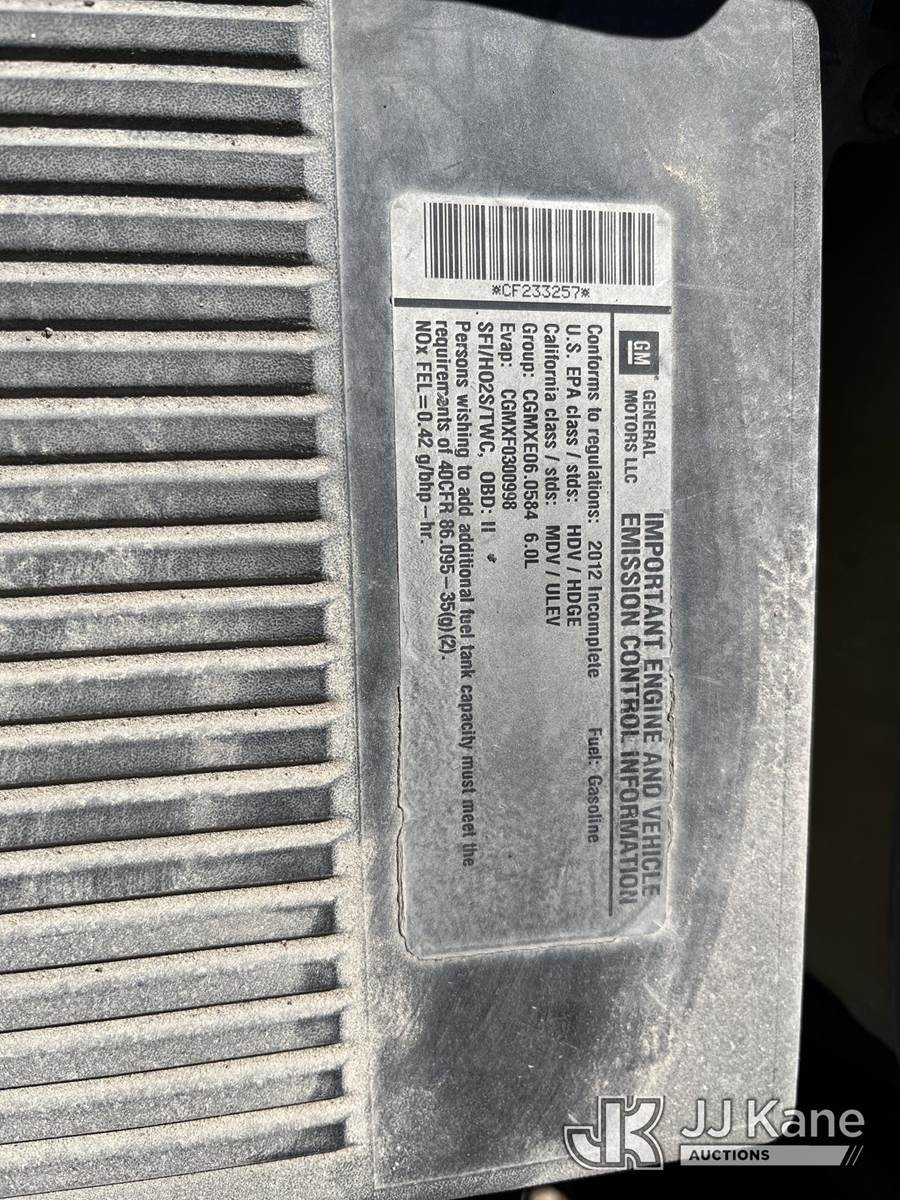 *CF233257*
GM
GENERAL
MOTORS LLC
IMPORTANT ENGINE AND VEHICLE
EMISSION CONTROL INFORMATION
Conforms to regulations: 2012 Incomplete Fuel: Gasoline
U.S. EPA class / stds: HDV / HDGE
California class / stds: MDV / ULEV
Group: CGMXE06.0584 6.0L
Evap: CGMXF0300998
SFI/HO2S/TWC, OBD: II *
Persons wishing to add additional fuel tank capacity must meet the
requirements of 40CFR 86.095-35(g)(2).
NOx FEL=0.42 g/bhp-hr.
JK JJ Kane
AUCTIONS